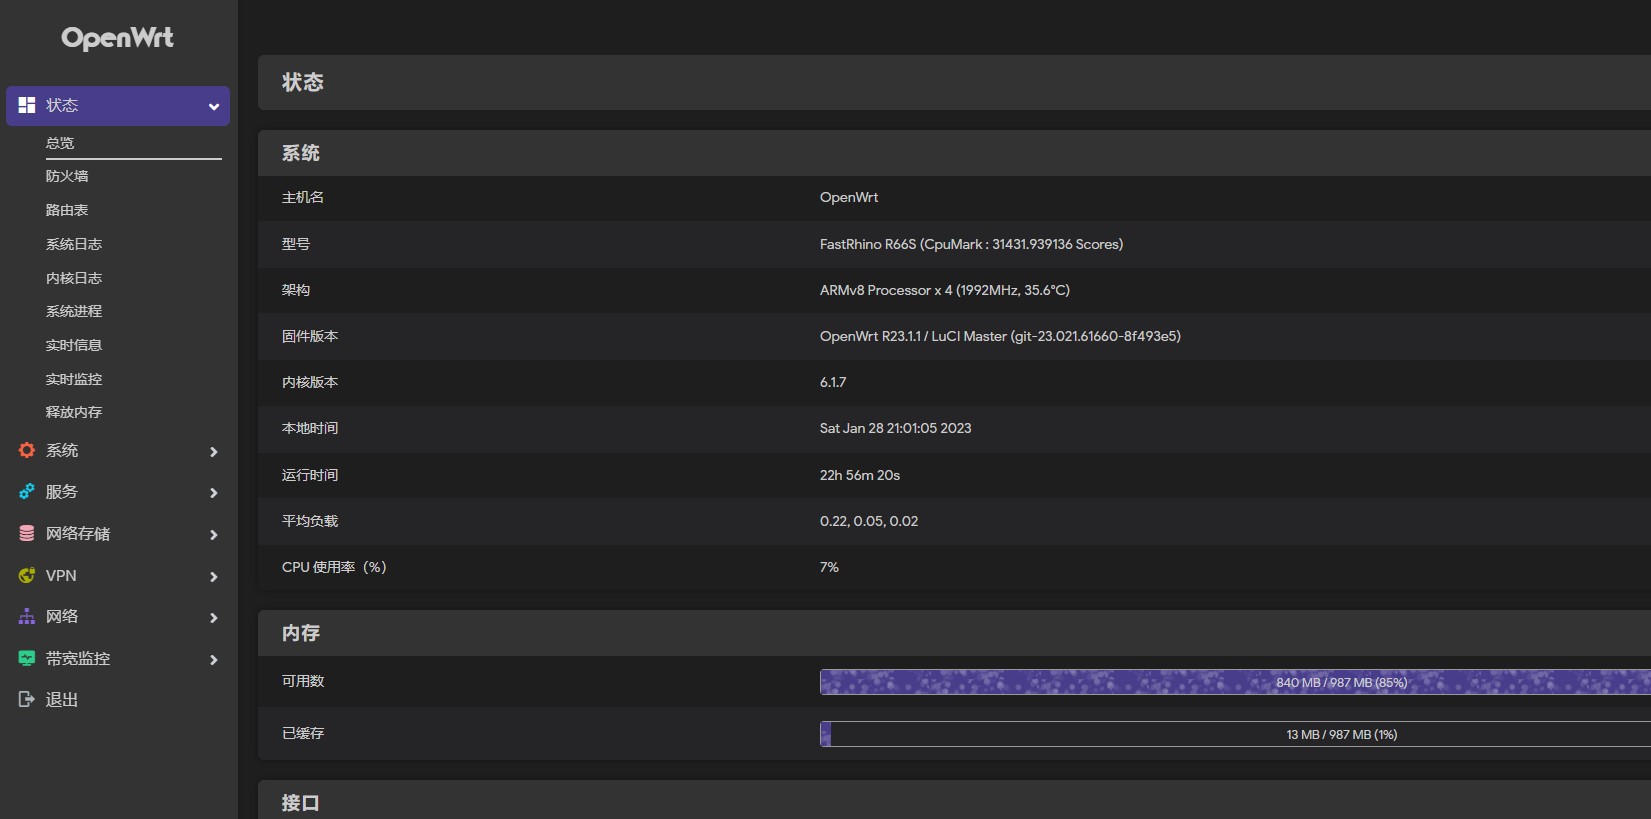 OpenWrt
状态
总览
防火墙
路由表
系统日志
内核日志
系统进程
实时信息
实时监控
释放内存
系统
服务
网络存储
VPN
网络
带宽监控
退出
状态
系统
主机名 OpenWrt
型号 FastRhino R66S (CpuMark : 31431.939136 Scores)
架构 ARMv8 Processor x 4 (1992MHz, 35.6°C)
固件版本 OpenWrt R23.1.1 / LuCI Master (git-23.021.61660-8f493e5)
内核版本 6.1.7
本地时间 Sat Jan 28 21:01:05 2023
运行时间 22h 56m 20s
平均负载 0.22, 0.05, 0.02
CPU 使用率（%） 7%
内存
可用数 840 MB / 987 MB (85%)
已缓存 13 MB / 987 MB (1%)
接口